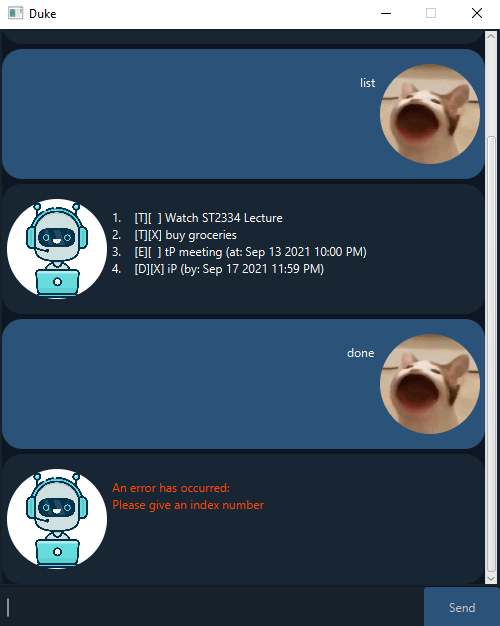 Duke
list
1. [T][ ] Watch ST2334 Lecture
2. [T][X] buy groceries
3. [E][ ] tP meeting (at: Sep 13 2021 10:00 PM)
4. [D][X] iP (by: Sep 17 2021 11:59 PM)
done
An error has occurred:
Please give an index number
Send